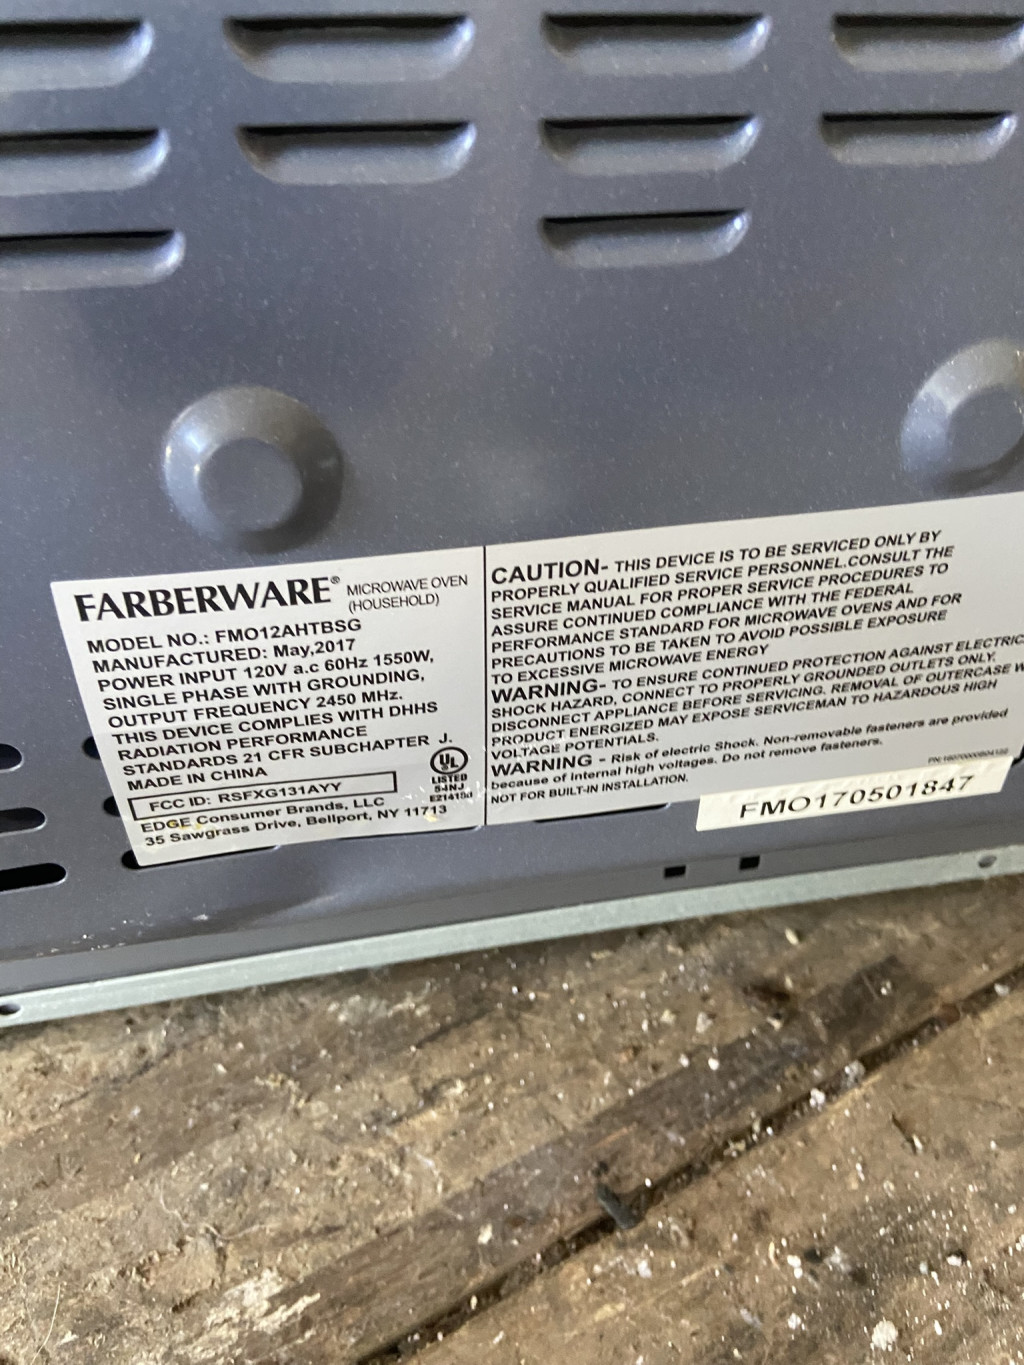 FARBERWARE® MICROWAVE OVEN
(HOUSEHOLD)
MODEL NO.: FMO12AHTBSG
MANUFACTURED: May,2017
POWER INPUT 120V a.c 60Hz 1550W,
SINGLE PHASE WITH GROUNDING,
OUTPUT FREQUENCY 2450 MHz.
THIS DEVICE COMPLIES WITH DHHS
RADIATION PERFORMANCE
STANDARDS 21 CFR SUBCHAPTER J.
MADE IN CHINA
FCC ID: RSFXG131AYY
EDGE Consumer Brands, LLC
35 Sawgrass Drive, Bellport, NY 11713
UL
LISTED
54NJ
CAUTION- THIS DEVICE IS TO BE SERVICED ONLY BY
PROPERLY QUALIFIED SERVICE PERSONNEL.CONSULT THE
SERVICE MANUAL FOR PROPER SERVICE PROCEDURES TO
ASSURE CONTINUED COMPLIANCE WITH THE FEDERAL
PERFORMANCE STANDARD FOR MICROWAVE OVENS AND FOR
PRECAUTIONS TO BE TAKEN TO AVOID POSSIBLE EXPOSURE
TO EXCESSIVE MICROWAVE ENERGY
WARNING- TO ENSURE CONTINUED PROTECTION AGAINST ELECTRIC
SHOCK HAZARD, CONNECT TO PROPERLY GROUNDED OUTLETS ONLY.
DISCONNECT APPLIANCE BEFORE SERVICING. REMOVAL OF OUTERCASE W
PRODUCT ENERGIZED MAY EXPOSE SERVICEMAN TO HAZARDOUS HIGH
VOLTAGE POTENTIALS.
WARNING - Risk of electric Shock. Non-removable fasteners are provided
because of internal high voltages. Do not remove fasteners.
NOT FOR BUILT-IN INSTALLATION.
FMO170501847